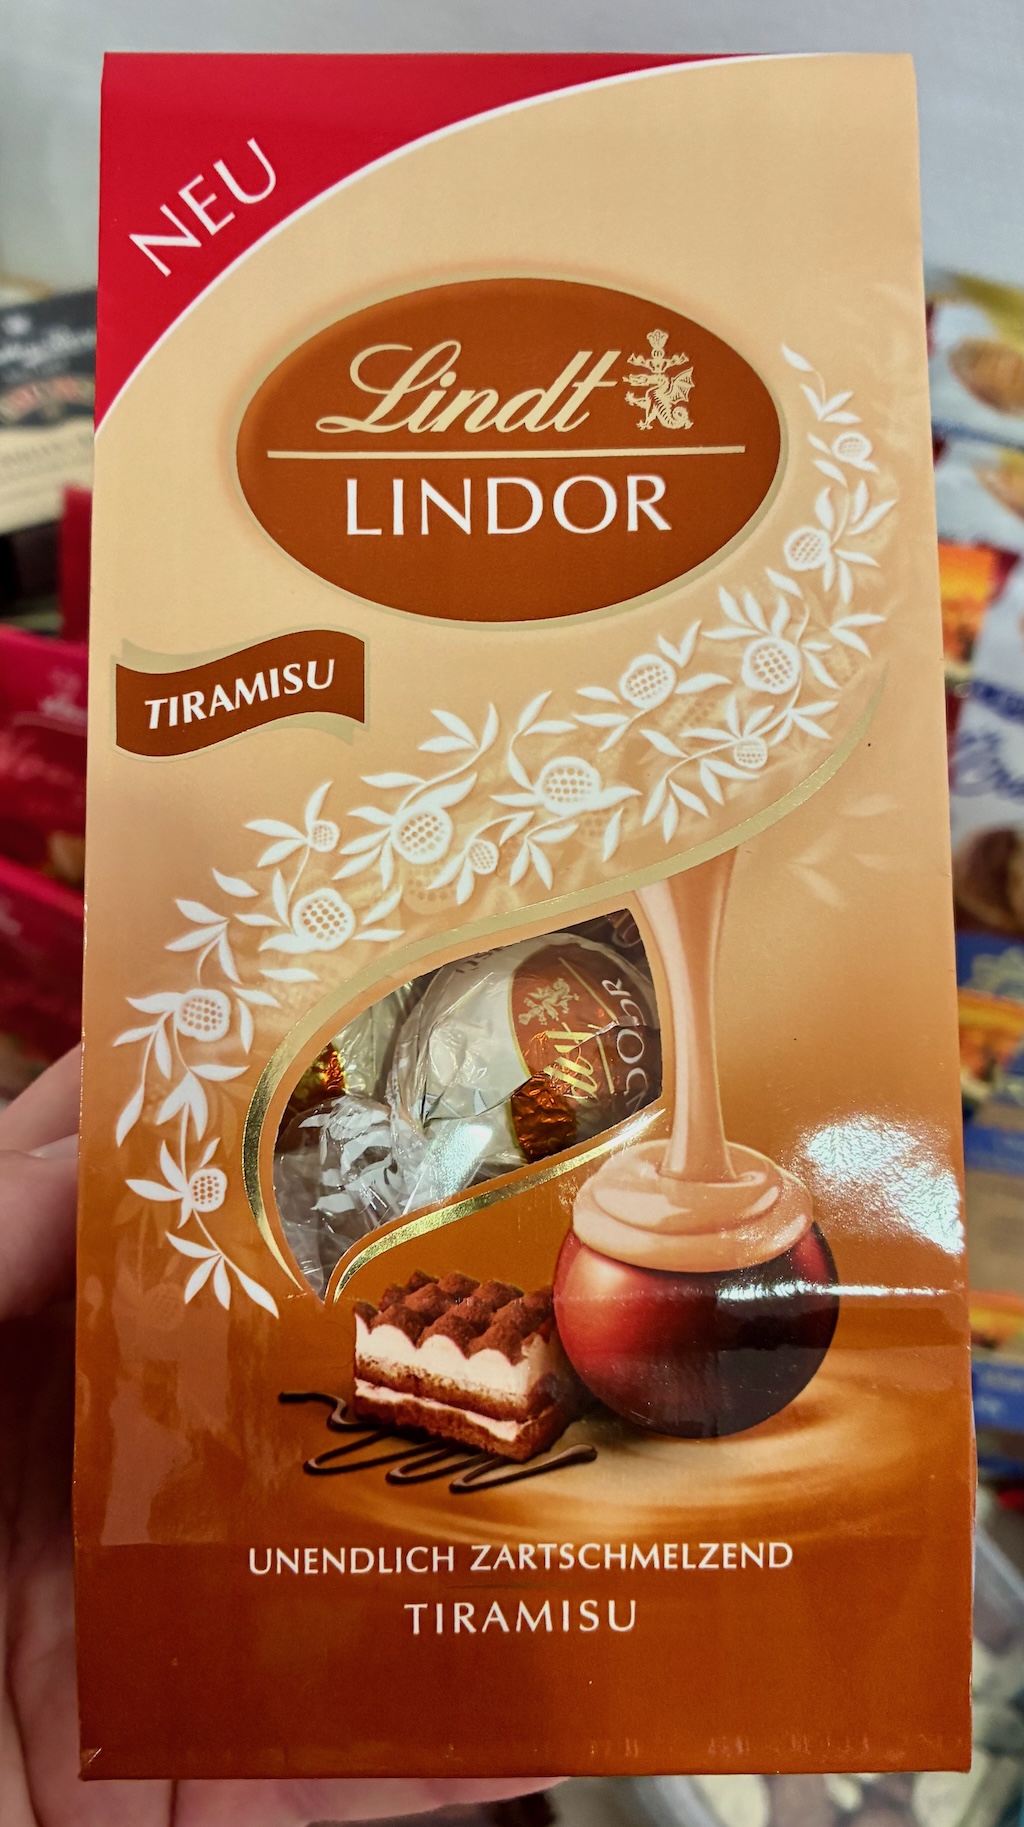 NEU
Lindt
LINDOR
TIRAMISU
UNENDLICH ZARTSCHMELZEND
TIRAMISU